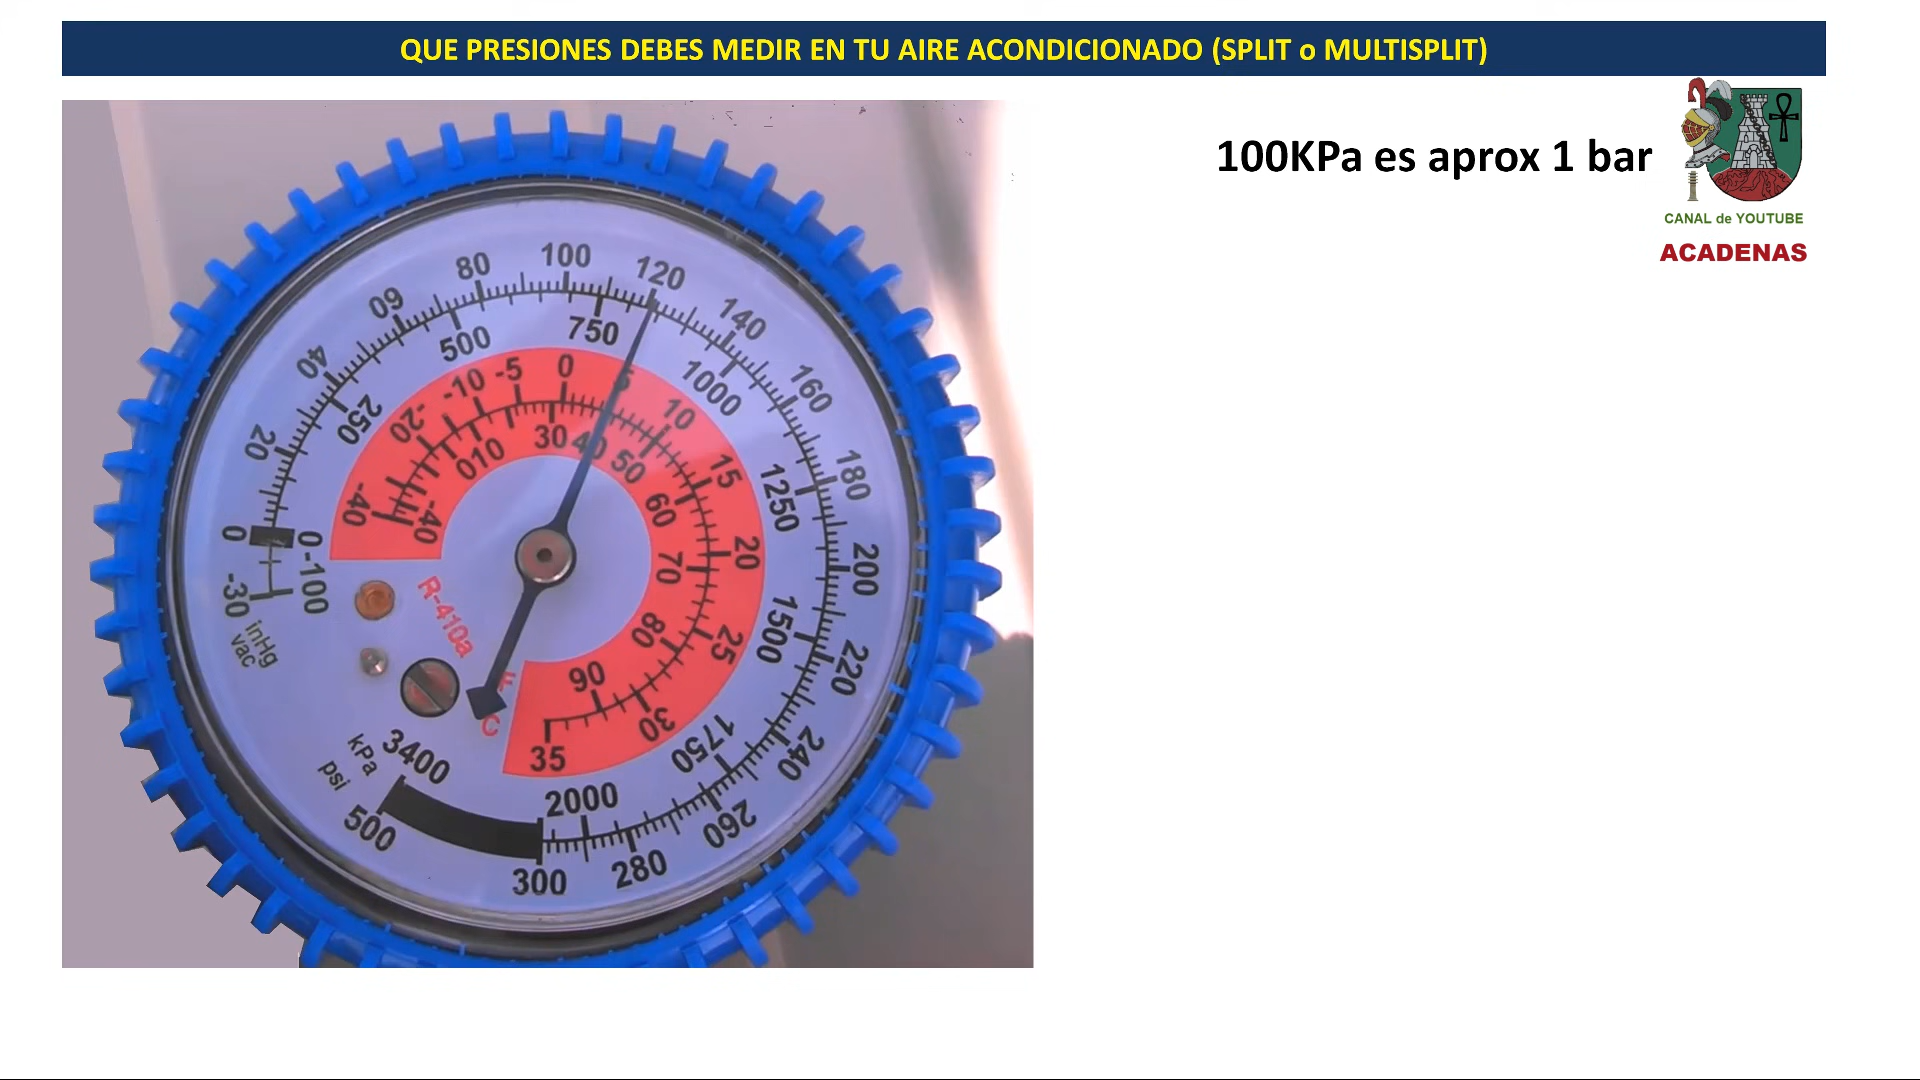 QUE PRESIONES DEBES MEDIR EN TU AIRE ACONDICIONADO (SPLIT o MULTISPLIT)
100KPa es aprox 1 bar
CANAL de YOUTUBE
ACADENAS
-30 0 20 40 60 80 100 120 140 160 180 200 220 240 260 280 300 500
-100 0 250 500 750 1000 1250 1500 1750 2000 3400
-40 -20 -10 -5 0 5 10 15 20 25 30 35
-40 0 10 30 40 50 60 70 80 90
inHg
vac
R-410a
F
C
kPa
psi